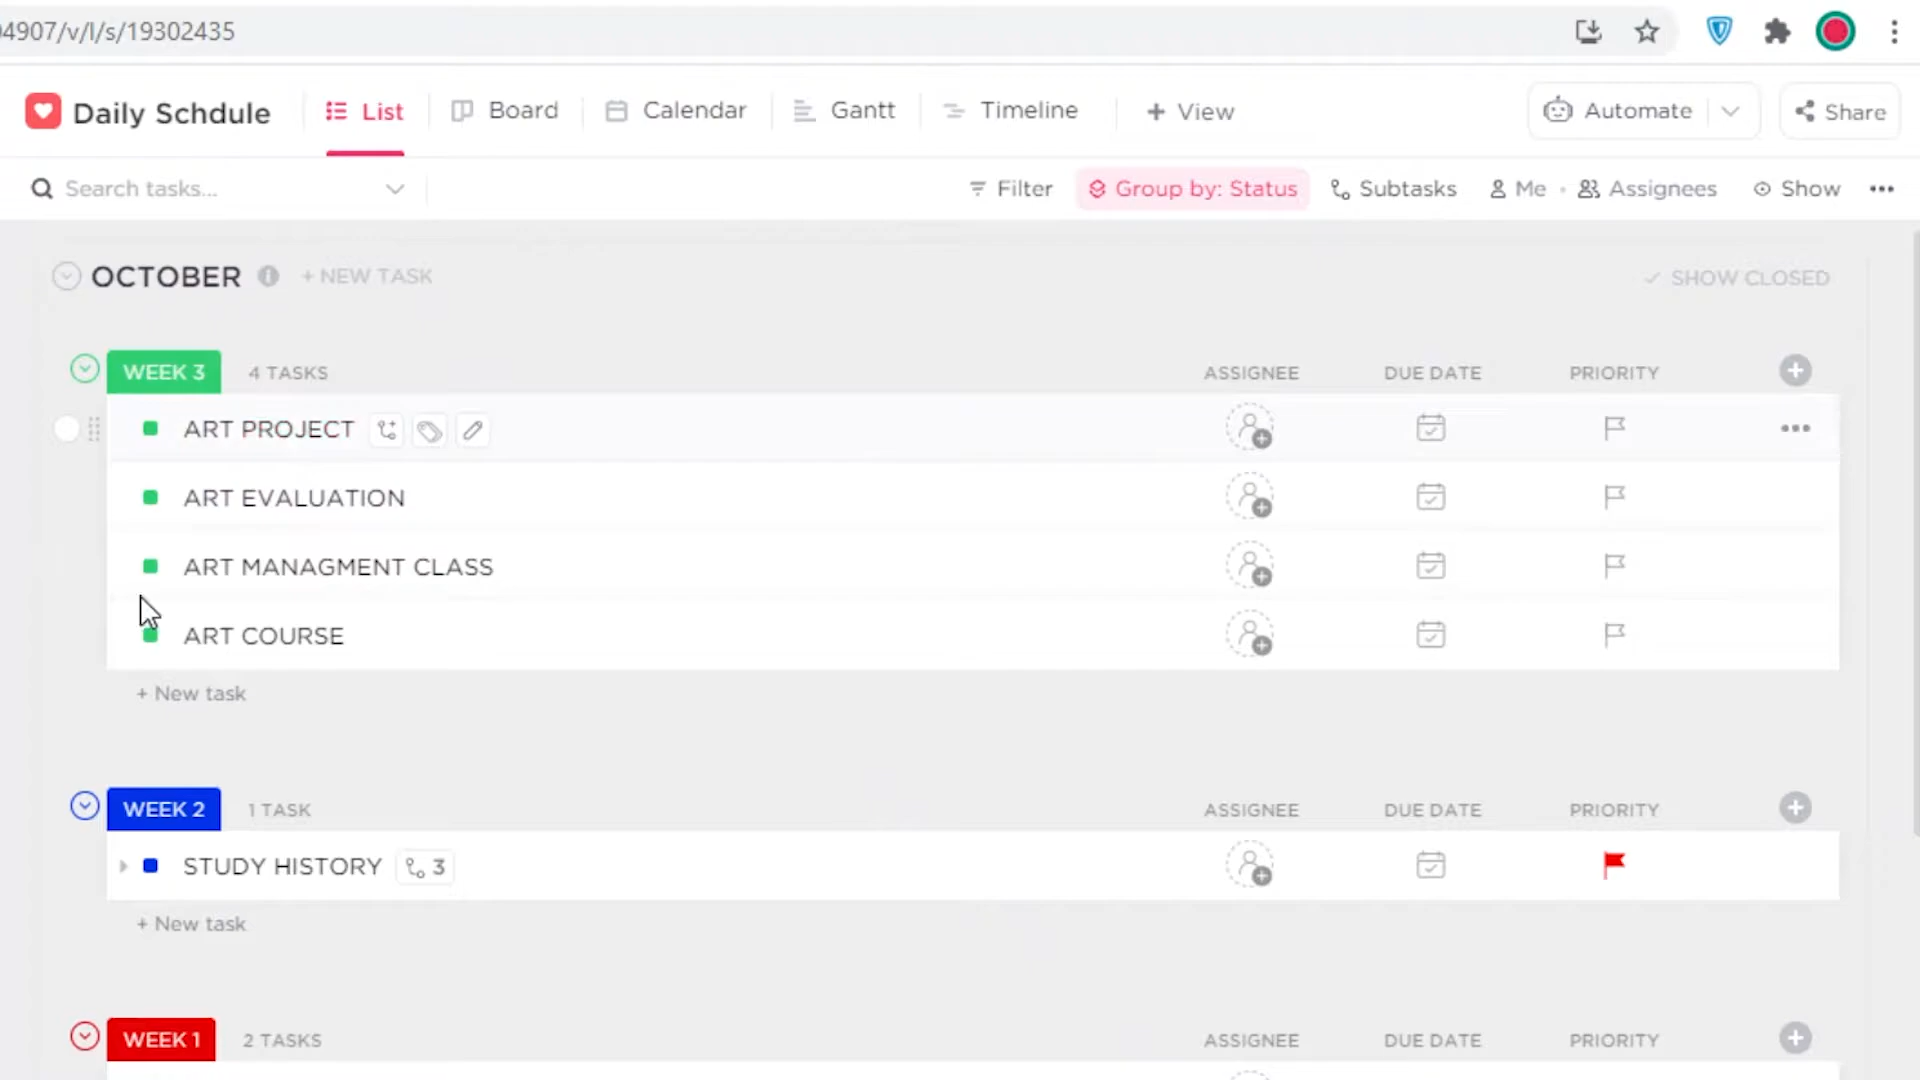 04907/v/l/s/19302435
Daily Schdule
List
Board
Calendar
Gantt
Timeline
+ View
Automate
Share
Search tasks...
Filter
Group by: Status
Subtasks
Me
Assignees
Show
OCTOBER
+ NEW TASK
SHOW CLOSED
WEEK 3
4 TASKS
ASSIGNEE
DUE DATE
PRIORITY
ART PROJECT
ART EVALUATION
ART MANAGMENT CLASS
ART COURSE
+ New task
WEEK 2
1 TASK
ASSIGNEE
DUE DATE
PRIORITY
STUDY HISTORY
3
+ New task
WEEK 1
2 TASKS
ASSIGNEE
DUE DATE
PRIORITY